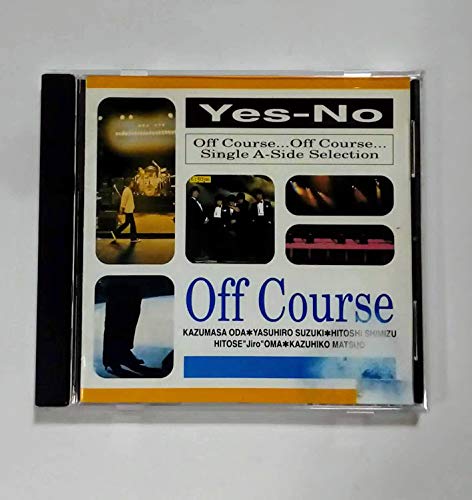 Yes-No
Off Course...Off Course...
Single A-Side Selection
Off Course
KAZUMASA ODA✱YASUHIRO SUZUKI✱HITOSHI SHIMIZU
HITOSE"Jiro"OMA✱KAZUHIKO MATSUO